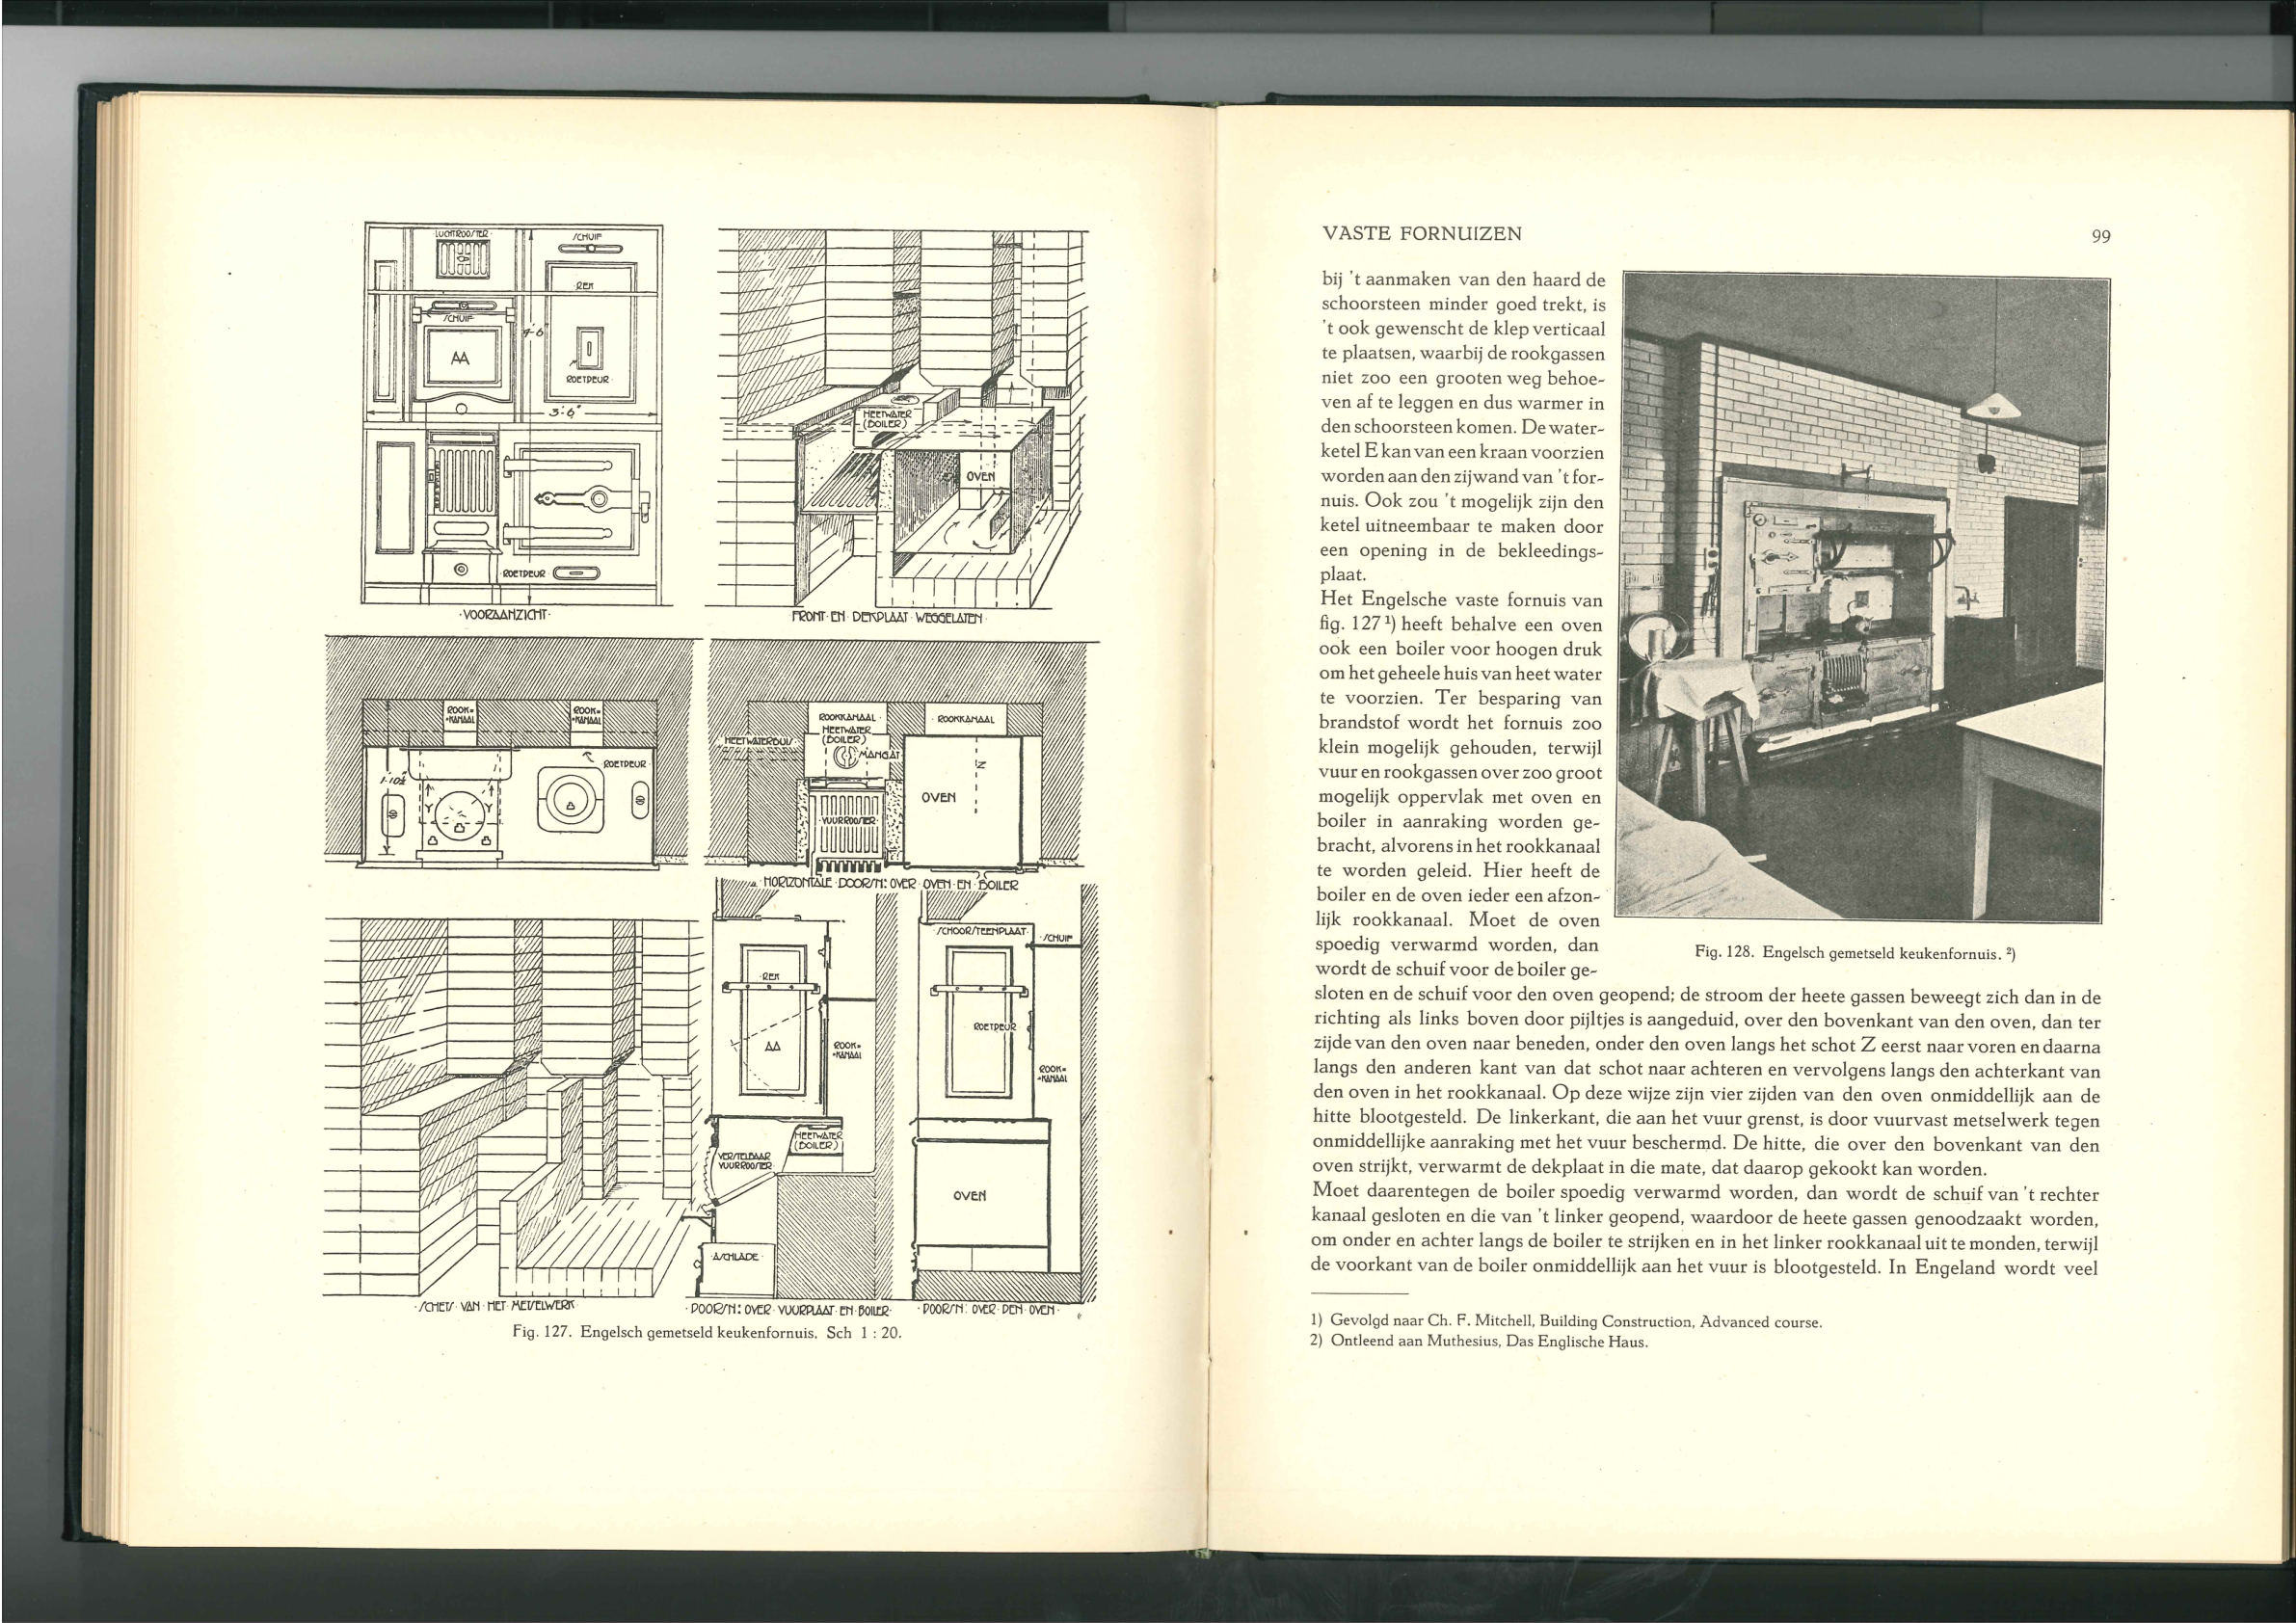 LUCHTROOSTER
SCHUIF
REK
SCHUIF
4'-6"
AA
ROETDEUR
3'-6"
ROETDEUR
VOORAANZICHT
HEETWATER
(BOILER)
OVEN
FRONT EN DEKPLAAT WEGGELATEN
ROOK=
=KANAAL
ROOK=
=KANAAL
ROETDEUR
1'-10½"
Y Y
ROOKKANAAL
ROOKKANAAL
HEETWATERBUIS
HEETWATER
(BOILER)
MANGAT
Z
OVEN
VUURROOSTER
HORIZONTALE DOORSN: OVER OVEN EN BOILER
SCHETS VAN HET METSELWERK
REK
AA
ROOK=
=KANAAL
HEETWATER
(BOILER)
VERSTELBAAR
VUURROOSTER
ASCHLADE
DOORSN: OVER VUURPLAAT EN BOILER
SCHOORSTEENPLAAT
SCHUIF
ROETDEUR
ROOK=
=KANAAL
OVEN
DOORSN: OVER DEN OVEN
Fig. 127. Engelsch gemetseld keukenfornuis. Sch 1 : 20.
VASTE FORNUIZEN
99
bij 't aanmaken van den haard de
schoorsteen minder goed trekt, is
't ook gewenscht de klep verticaal
te plaatsen, waarbij de rookgassen
niet zoo een grooten weg behoe-
ven af te leggen en dus warmer in
den schoorsteen komen. De water-
ketel E kan van een kraan voorzien
worden aan den zijwand van 't for-
nuis. Ook zou 't mogelijk zijn den
ketel uitneembaar te maken door
een opening in de bekleedings-
plaat.
Het Engelsche vaste fornuis van
fig. 127 ¹) heeft behalve een oven
ook een boiler voor hoogen druk
om het geheele huis van heet water
te voorzien. Ter besparing van
brandstof wordt het fornuis zoo
klein mogelijk gehouden, terwijl
vuur en rookgassen over zoo groot
mogelijk oppervlak met oven en
boiler in aanraking worden ge-
bracht, alvorens in het rookkanaal
te worden geleid. Hier heeft de
boiler en de oven ieder een afzon-
lijk rookkanaal. Moet de oven
spoedig verwarmd worden, dan
wordt de schuif voor de boiler ge-
Fig. 128. Engelsch gemetseld keukenfornuis. ²)
sloten en de schuif voor den oven geopend; de stroom der heete gassen beweegt zich dan in de
richting als links boven door pijltjes is aangeduid, over den bovenkant van den oven, dan ter
zijde van den oven naar beneden, onder den oven langs het schot Z eerst naar voren en daarna
langs den anderen kant van dat schot naar achteren en vervolgens langs den achterkant van
den oven in het rookkanaal. Op deze wijze zijn vier zijden van den oven onmiddellijk aan de
hitte blootgesteld. De linkerkant, die aan het vuur grenst, is door vuurvast metselwerk tegen
onmiddellijke aanraking met het vuur beschermd. De hitte, die over den bovenkant van den
oven strijkt, verwarmt de dekplaat in die mate, dat daarop gekookt kan worden.
Moet daarentegen de boiler spoedig verwarmd worden, dan wordt de schuif van 't rechter
kanaal gesloten en die van 't linker geopend, waardoor de heete gassen genoodzaakt worden,
om onder en achter langs de boiler te strijken en in het linker rookkanaal uit te monden, terwijl
de voorkant van de boiler onmiddellijk aan het vuur is blootgesteld. In Engeland wordt veel
1) Gevolgd naar Ch. F. Mitchell, Building Construction, Advanced course.
2) Ontleend aan Muthesius, Das Englische Haus.